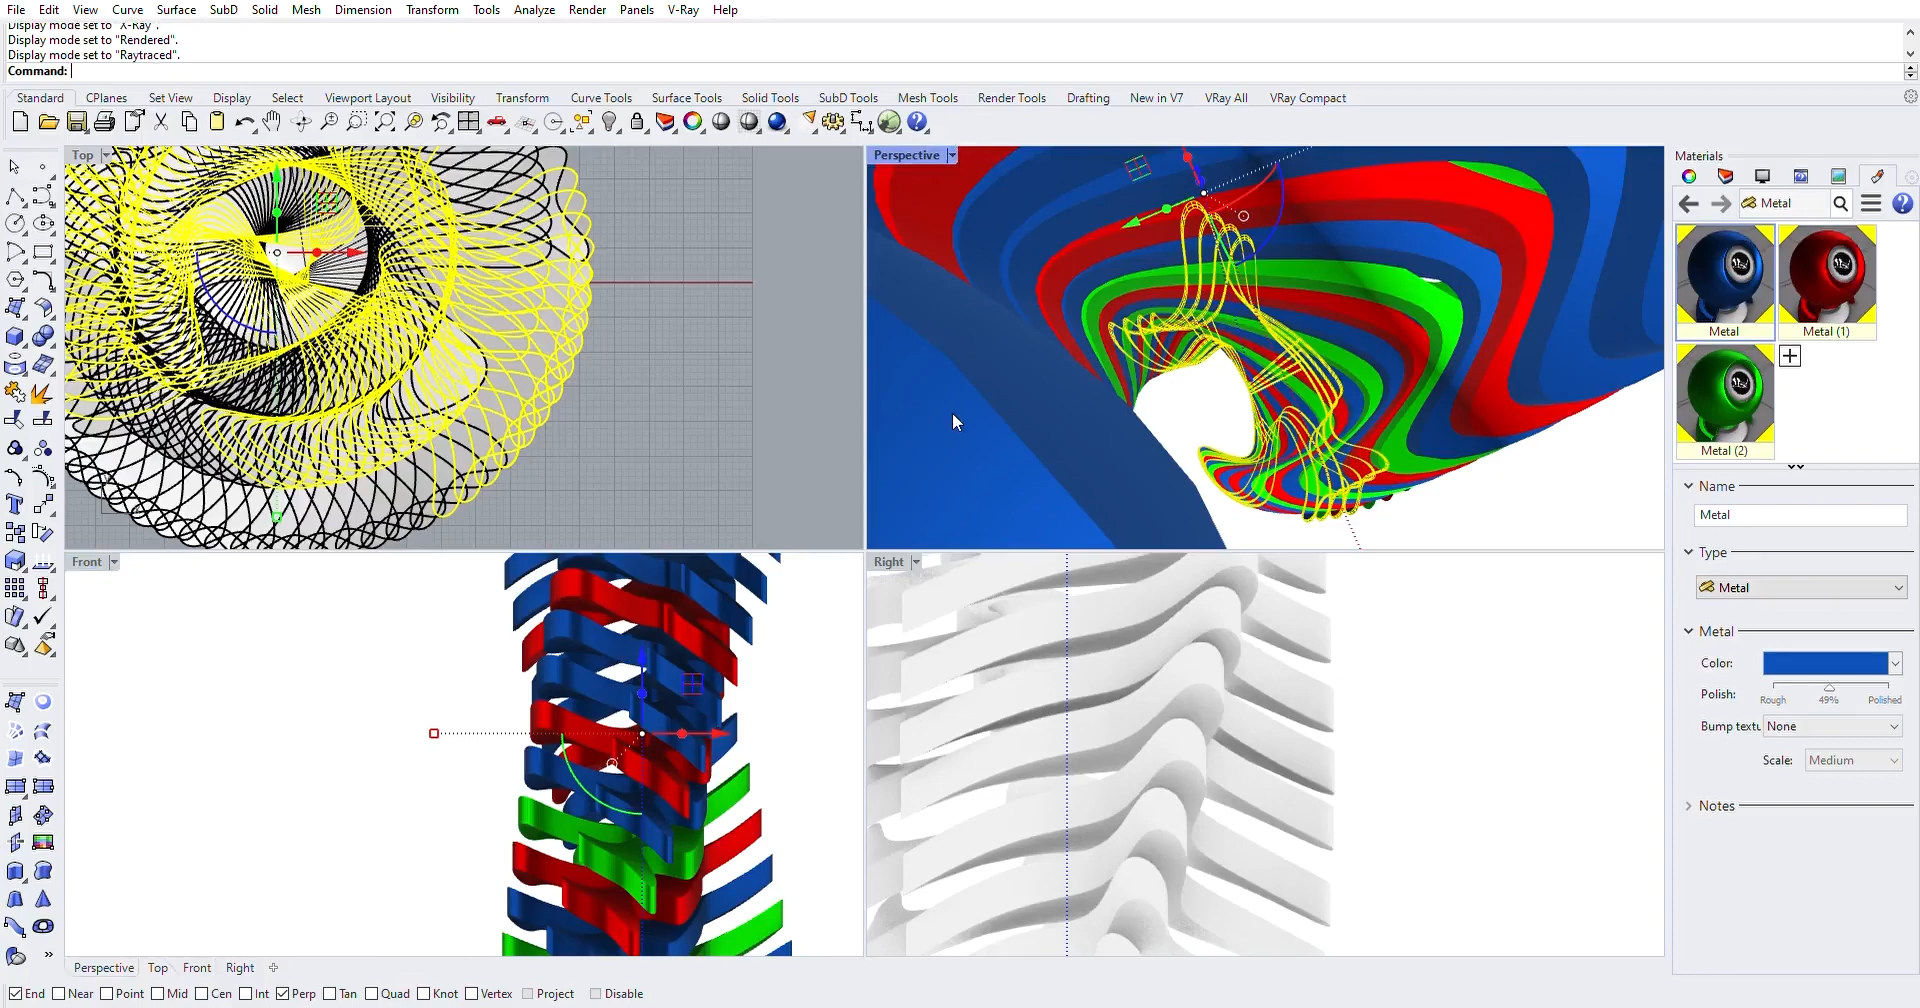 File Edit View Curve Surface SubD Solid Mesh Dimension Transform Tools Analyze Render Panels V-Ray Help
Display mode set to "X-Ray".
Display mode set to "Rendered".
Display mode set to "Raytraced".
Command:
Standard CPlanes Set View Display Select Viewport Layout Visibility Transform Curve Tools Surface Tools Solid Tools SubD Tools Mesh Tools Render Tools Drafting New in V7 VRay All VRay Compact
Top
Perspective
Materials
Metal
Metal Metal (1)
Metal (2)
Name
Metal
Type
Metal
Metal
Color:
Polish:
Rough 49% Polished
Bump textu None
Scale: Medium
Notes
Front
Right
Perspective Top Front Right
End Near Point Mid Cen Int Perp Tan Quad Knot Vertex Project Disable